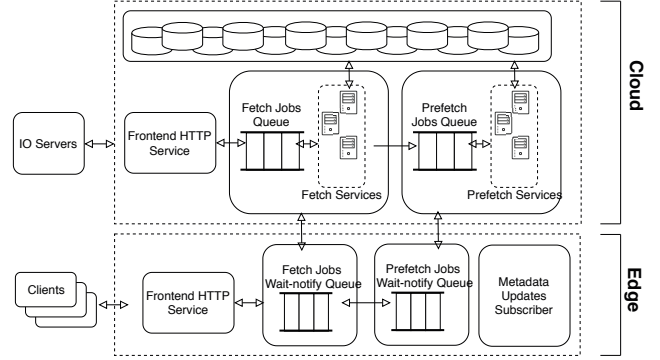 Cloud
Fetch Jobs
Queue
Prefetch
Jobs Queue
IO Servers
Frontend HTTP
Service
Fetch Services
Prefetch Services
Edge
Clients
Frontend HTTP
Service
Fetch Jobs
Wait-notify Queue
Prefetch Jobs
Wait-notify Queue
Metadata
Updates
Subscriber